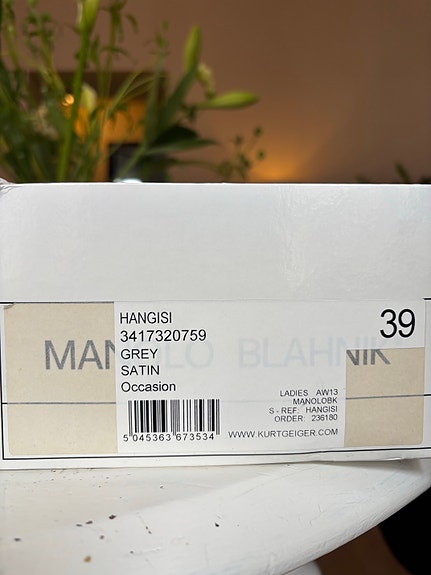 HANGISI
3417320759
GREY
SATIN
Occasion
39
MANOLO BLAHNIK
5 045363 673534
LADIES AW13
MANOLOBK
S - REF: HANGISI
ORDER: 236180
WWW.KURTGEIGER.COM